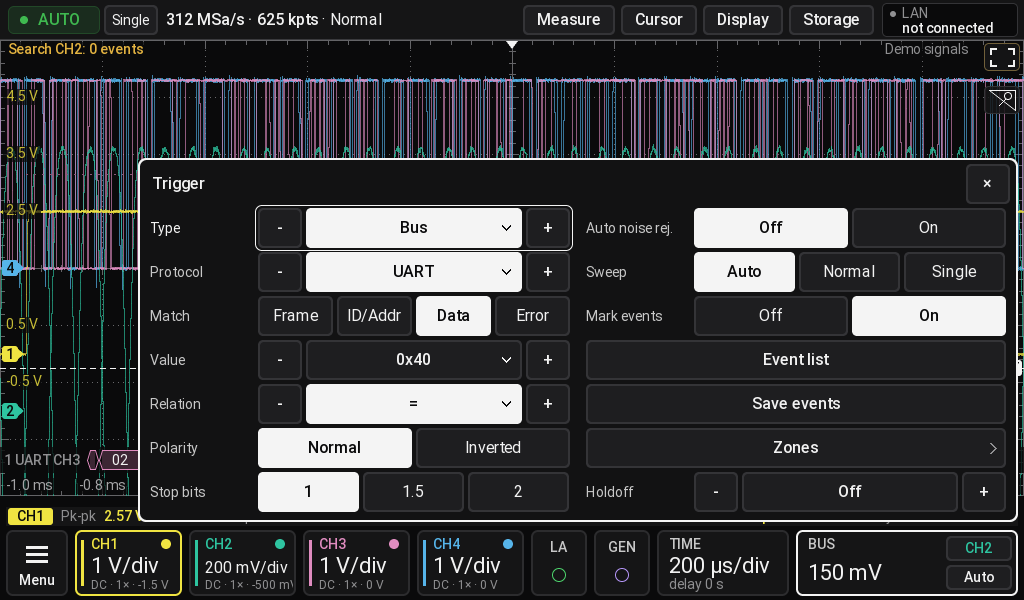 AUTO Single 312 MSa/s · 625 kpts · Normal Measure Cursor Display Storage LAN not connected
Search CH2: 0 events Demo signals
4.5 V
3.5 V
2.5 V
4
0.5 V
1
-0.5 V
2
1 UART CH3 02
-1.0 ms -0.8 ms
Trigger ×
Type - Bus + Auto noise rej. Off On
Protocol - UART + Sweep Auto Normal Single
Match Frame ID/Addr Data Error Mark events Off On
Value - 0x40 + Event list
Relation - = + Save events
Polarity Normal Inverted Zones
Stop bits 1 1.5 2 Holdoff - Off +
CH1 Pk-pk 2.57
Menu
CH1 1 V/div DC · 1× · -1.5 V
CH2 200 mV/div DC · 1× · -500 mV
CH3 1 V/div DC · 1× · 0 V
CH4 1 V/div DC · 1× · 0 V
LA
GEN
TIME 200 µs/div delay 0 s
BUS 150 mV CH2 Auto